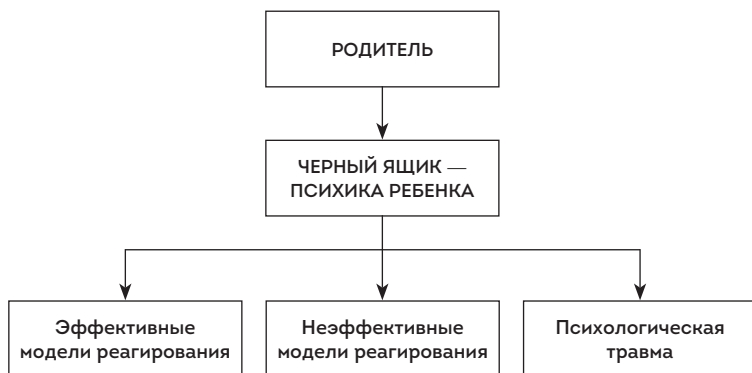 РОДИТЕЛЬ
ЧЕРНЫЙ ЯЩИК —
ПСИХИКА РЕБЕНКА
Эффективные
модели реагирования
Неэффективные
модели реагирования
Психологическая
травма